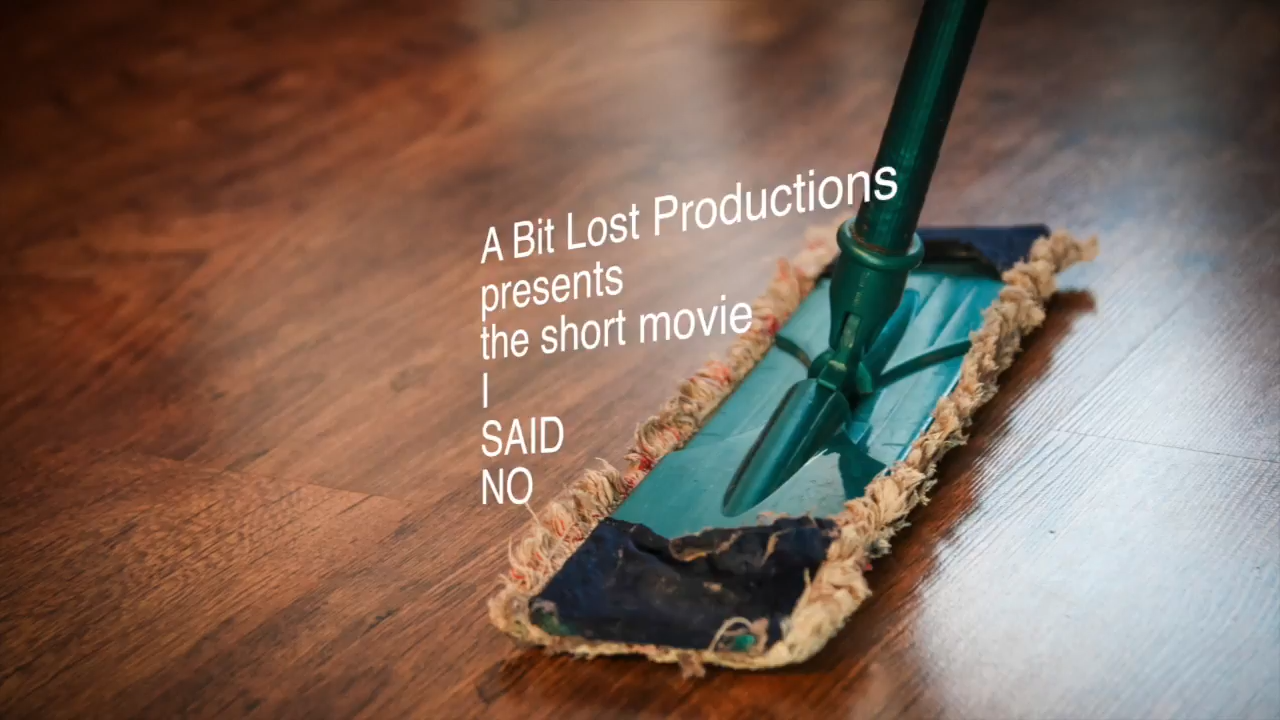 A Bit Lost Productions
presents
the short movie
I
SAID
NO